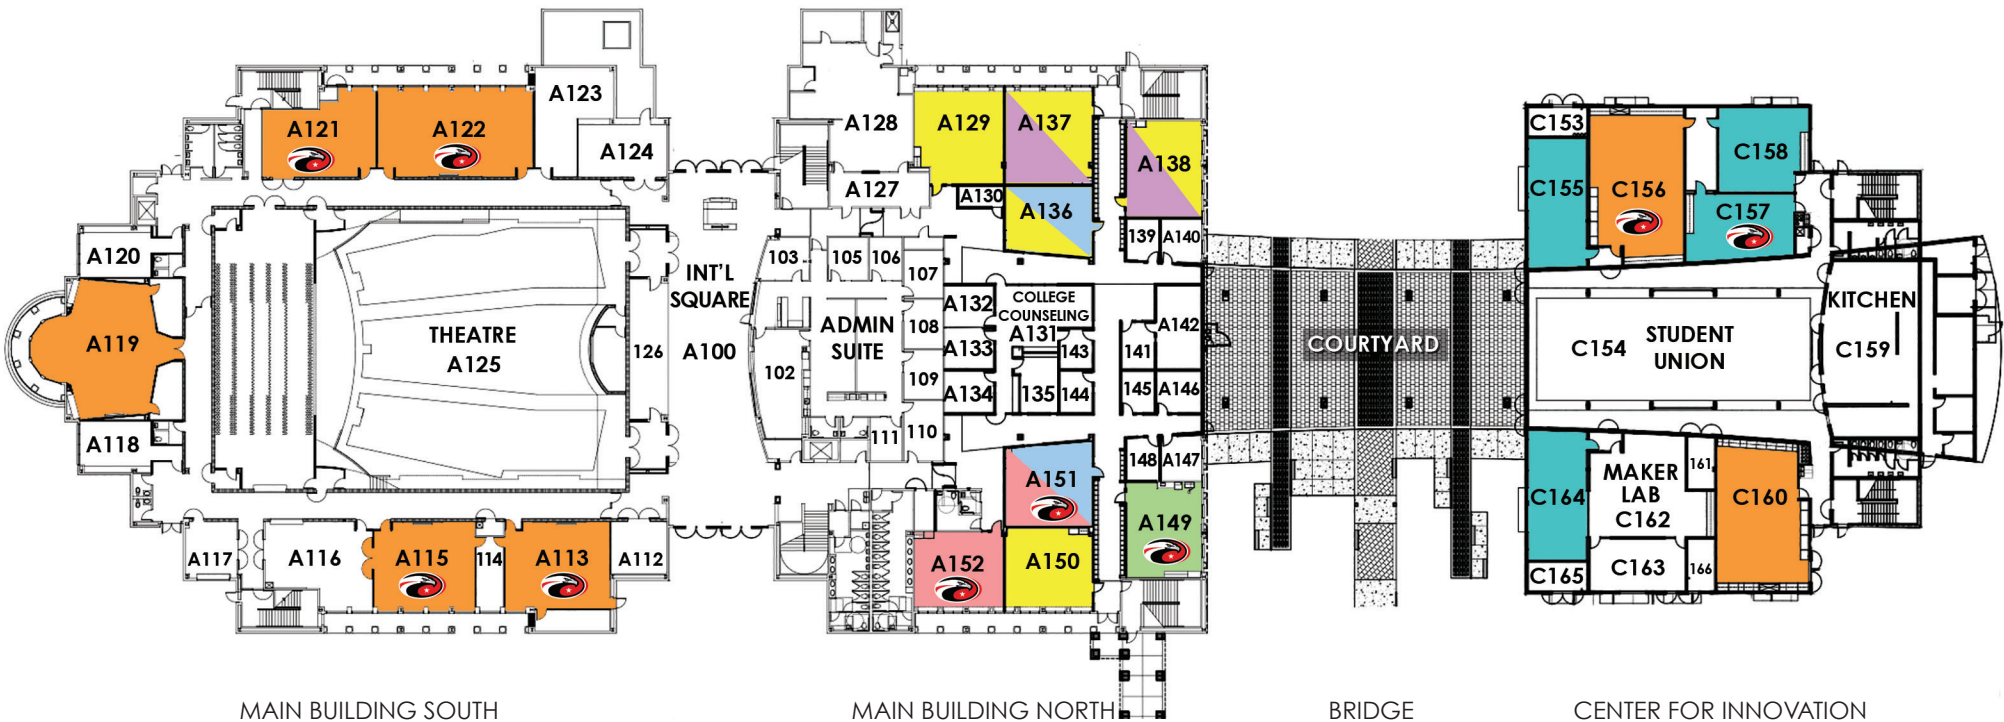 A121
A122
A123
A124
A120
A119
A118
THEATRE
A125
126
INT'L
SQUARE
A100
A117
A116
A115
114
A113
A112
A128
A127
A129
A130
A137
A136
A138
139
A140
103
105
106
107
102
ADMIN
SUITE
108
109
110
111
A132
A133
A134
COLLEGE
COUNSELING
A131
135
143
144
141
A142
145
A146
148
A147
A151
A152
A150
A149
COURTYARD
C153
C155
C156
C158
C157
C154
STUDENT
UNION
KITCHEN
C159
C164
MAKER
LAB
C162
161
C160
C165
C163
166
MAIN BUILDING SOUTH
MAIN BUILDING NORTH
BRIDGE
CENTER FOR INNOVATION